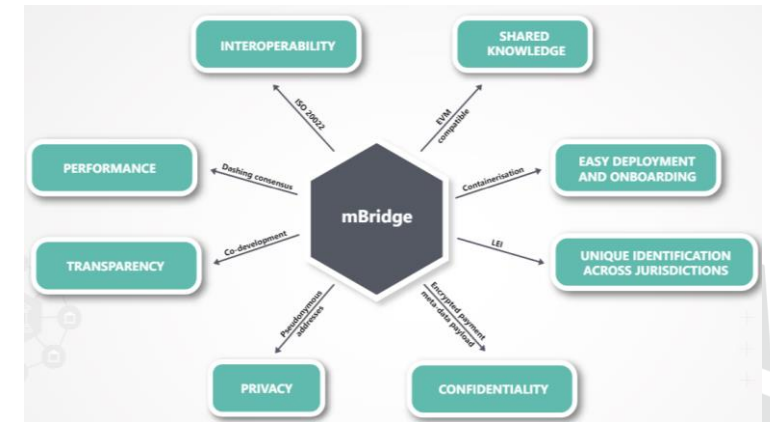 INTEROPERABILITY
SHARED
KNOWLEDGE
ISO 20022
EVM
compatible
PERFORMANCE
Dashing consensus
Containerisation
EASY DEPLOYMENT
AND ONBOARDING
mBridge
TRANSPARENCY
Co-development
LEI
UNIQUE IDENTIFICATION
ACROSS JURISDICTIONS
Pseudonymous
addresses
Encrypted payment
meta-data payload
PRIVACY
CONFIDENTIALITY